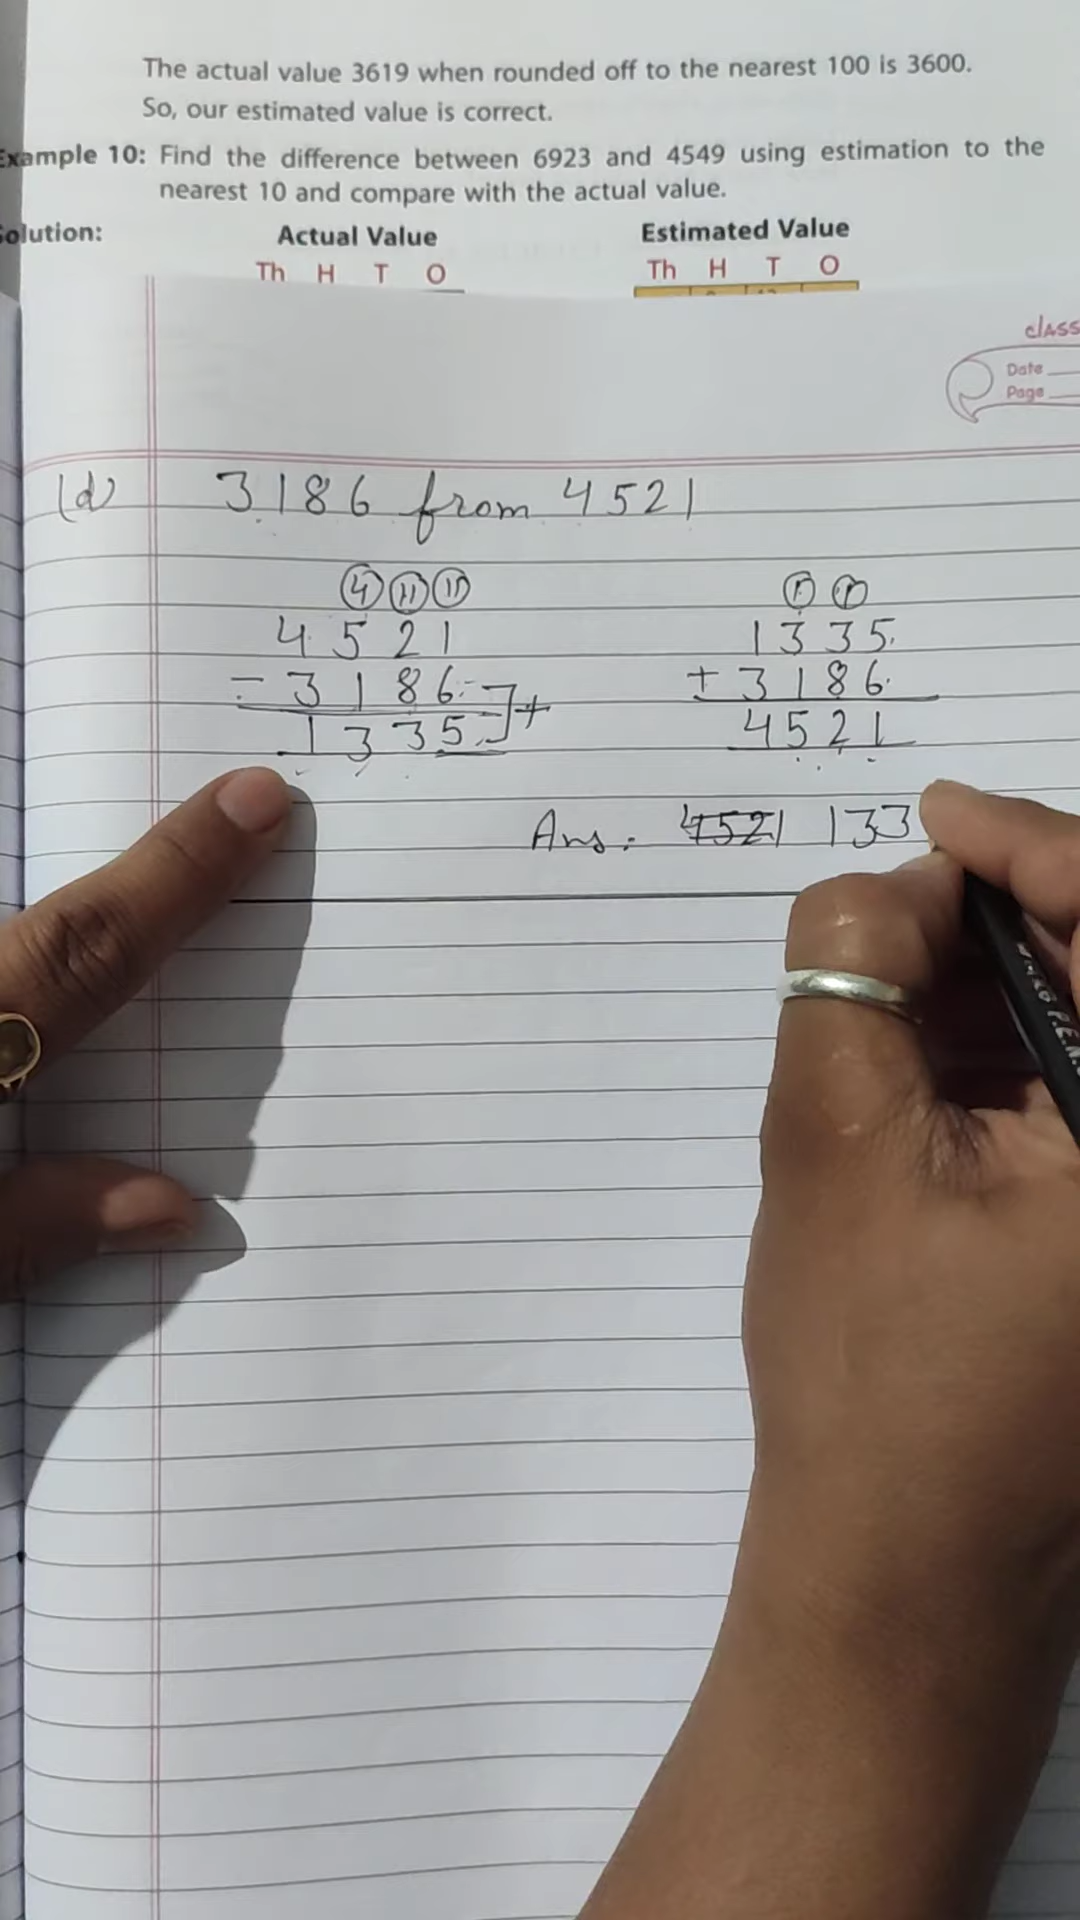 The actual value 3619 when rounded off to the nearest 100 is 3600.
So, our estimated value is correct.
Example 10: Find the difference between 6923 and 4549 using estimation to the
nearest 10 and compare with the actual value.
Solution: Actual Value Estimated Value
Th H T O Th H T O
CLASS
Date
Page
(d) 3186 from 4521
4 11 11
4521
- 3186
1335 +
1 1
1335
+ 3186
4521
Ans. 4521 133